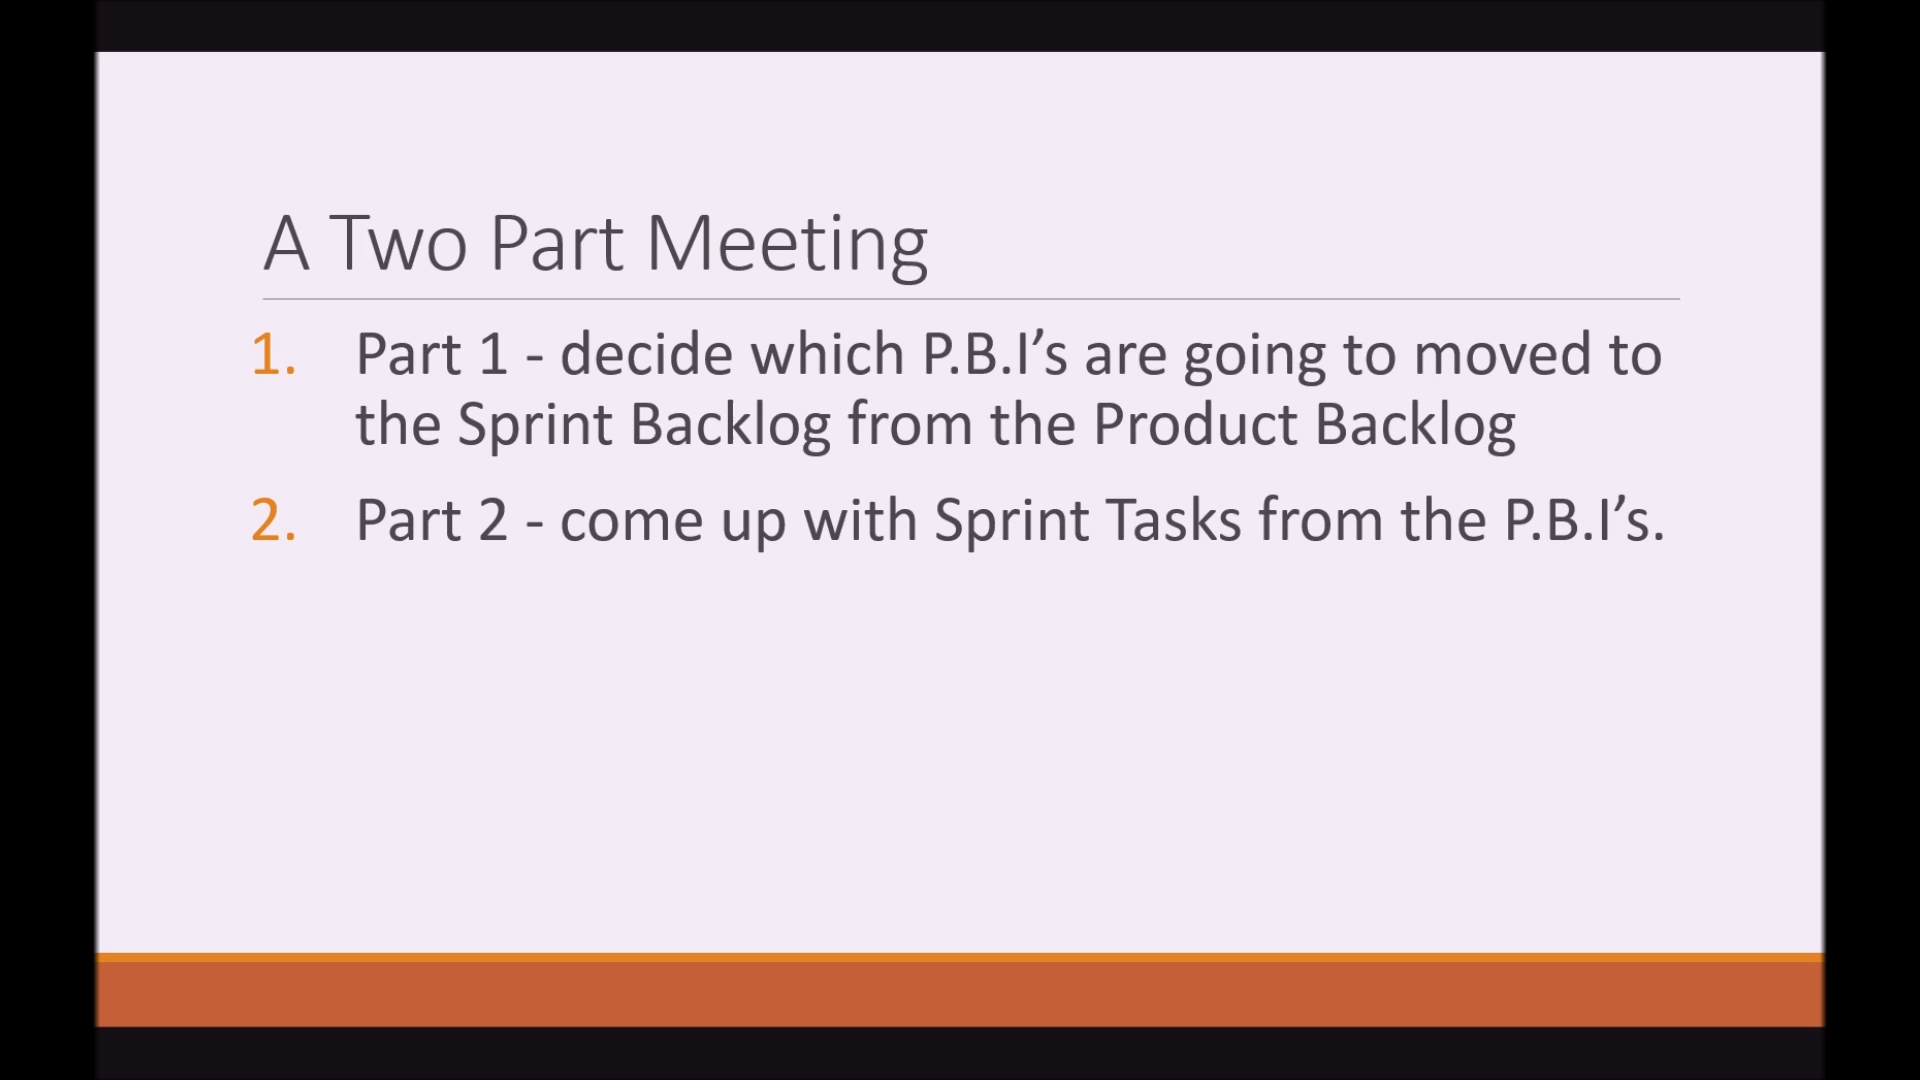 A Two Part Meeting
1. Part 1 - decide which P.B.I’s are going to moved to
the Sprint Backlog from the Product Backlog
2. Part 2 - come up with Sprint Tasks from the P.B.I’s.